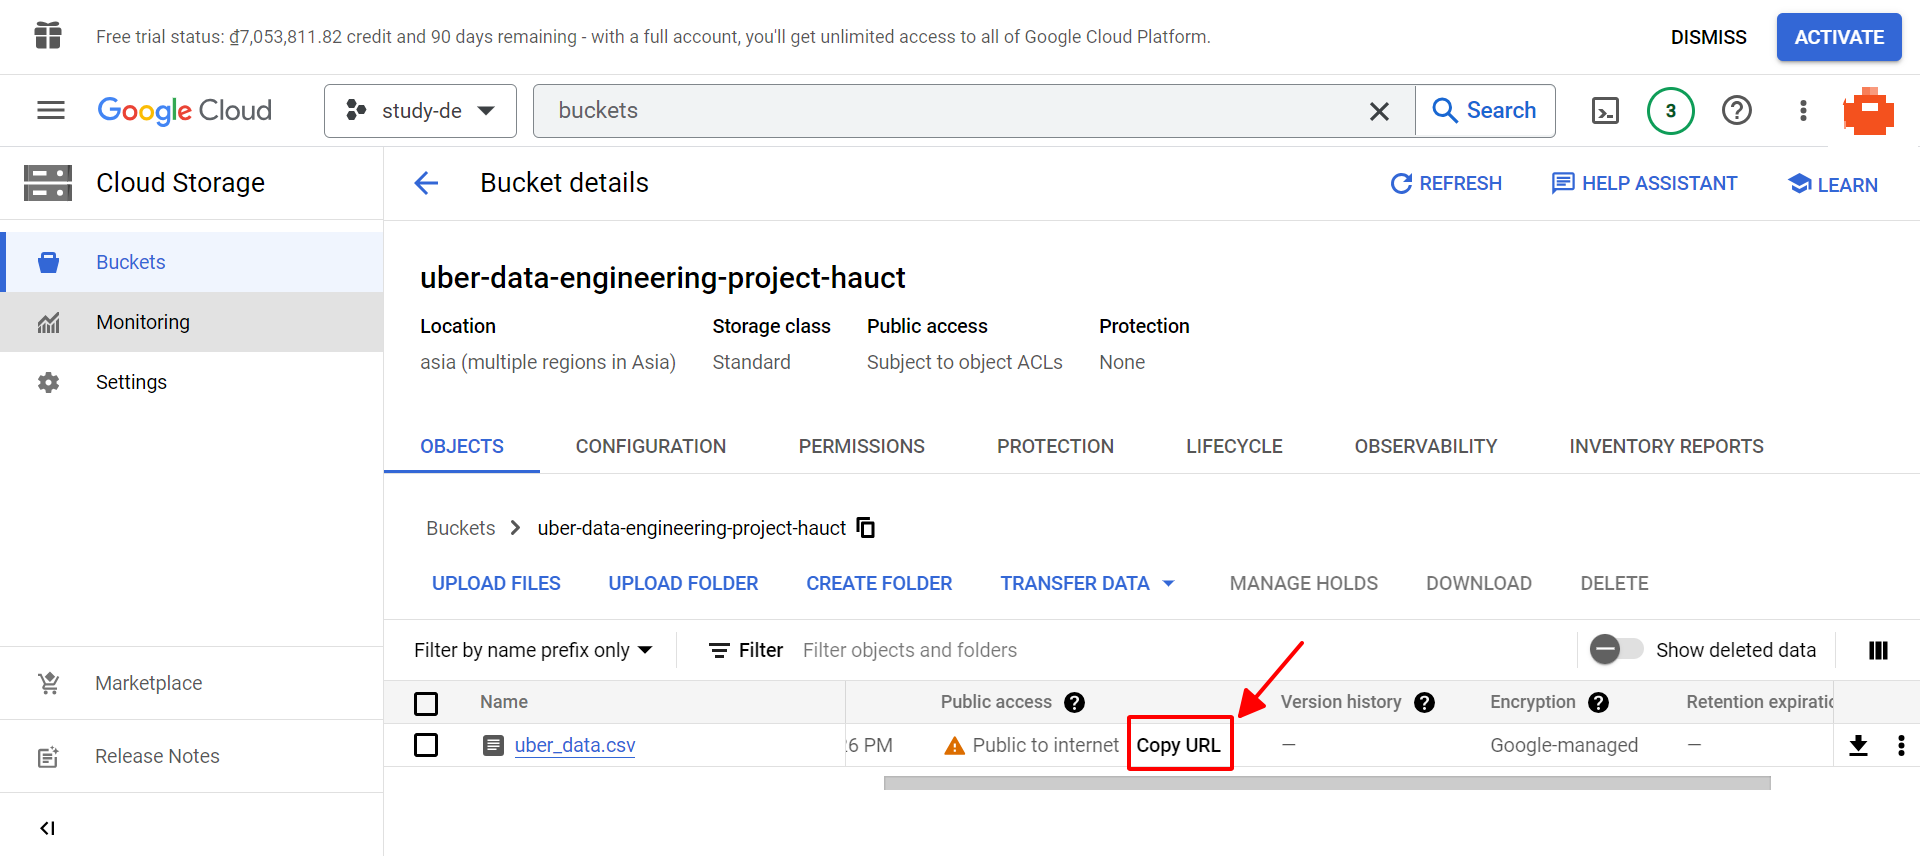 Free trial status: ₫7,053,811.82 credit and 90 days remaining - with a full account, you'll get unlimited access to all of Google Cloud Platform.
DISMISS
ACTIVATE
Google Cloud
study-de
buckets
Search
3
Cloud Storage
Bucket details
REFRESH
HELP ASSISTANT
LEARN
Buckets
Monitoring
Settings
Marketplace
Release Notes
uber-data-engineering-project-hauct
Location Storage class Public access Protection
asia (multiple regions in Asia) Standard Subject to object ACLs None
OBJECTS CONFIGURATION PERMISSIONS PROTECTION LIFECYCLE OBSERVABILITY INVENTORY REPORTS
Buckets > uber-data-engineering-project-hauct
UPLOAD FILES UPLOAD FOLDER CREATE FOLDER TRANSFER DATA MANAGE HOLDS DOWNLOAD DELETE
Filter by name prefix only Filter Filter objects and folders Show deleted data
Name Public access Version history Encryption Retention expiratio
uber_data.csv :6 PM Public to internet Copy URL — Google-managed —